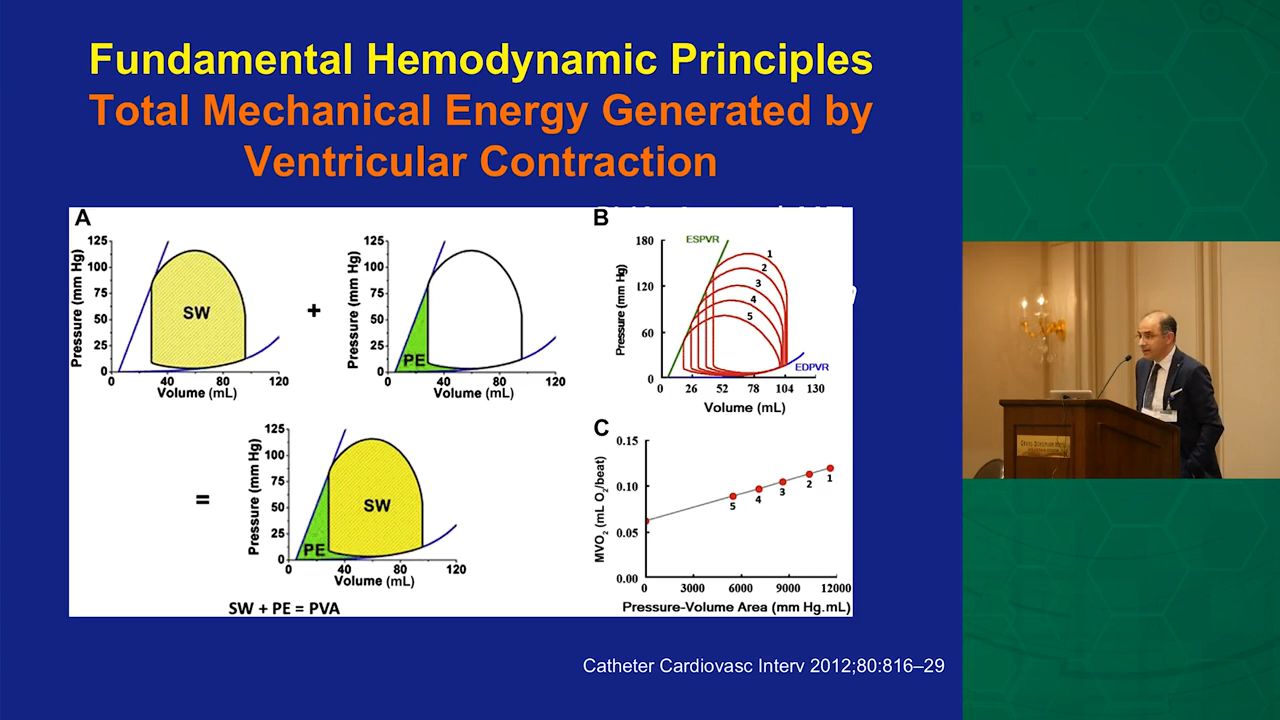 Fundamental Hemodynamic Principles
Total Mechanical Energy Generated by
Ventricular Contraction
A
125
100
75
50
25
0
Pressure (mm Hg)
SW
0
40
60
80
120
Volume (mL)
+
125
100
75
50
25
0
Pressure (mm Hg)
PE
0
40
80
120
Volume (mL)
=
125
100
75
50
25
0
Pressure (mm Hg)
SW
PE
0
40
80
120
Volume (mL)
SW + PE = PVA
B
180
120
60
0
Pressure (mm Hg)
ESPVR
1
2
3
4
5
EDPVR
0
26
52
78
104
130
Volume (mL)
C
0.15
0.10
0.05
0.00
MVO2 (mL O2/beat)
5
4
3
2
1
0
3000
6000
9000
12000
Pressure-Volume Area (mm Hg.mL)
Catheter Cardiovasc Interv 2012;80:816–29